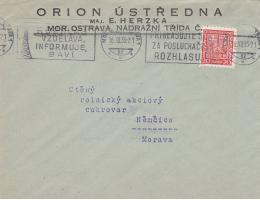 ORION ÚSTŘEDNA
MAJ. E. HERZKA
MOR. OSTRAVA, NÁDRAŽNÍ TŘÍDA Č.
VZDĚLÁVÁ,
INFORMUJE,
BAVÍ
PŘIHLASUJTE
ZA POSLUCHAČ
ROZHLASU
Ctěný
rolnický akciový
cukrovar
Němčice
Morava